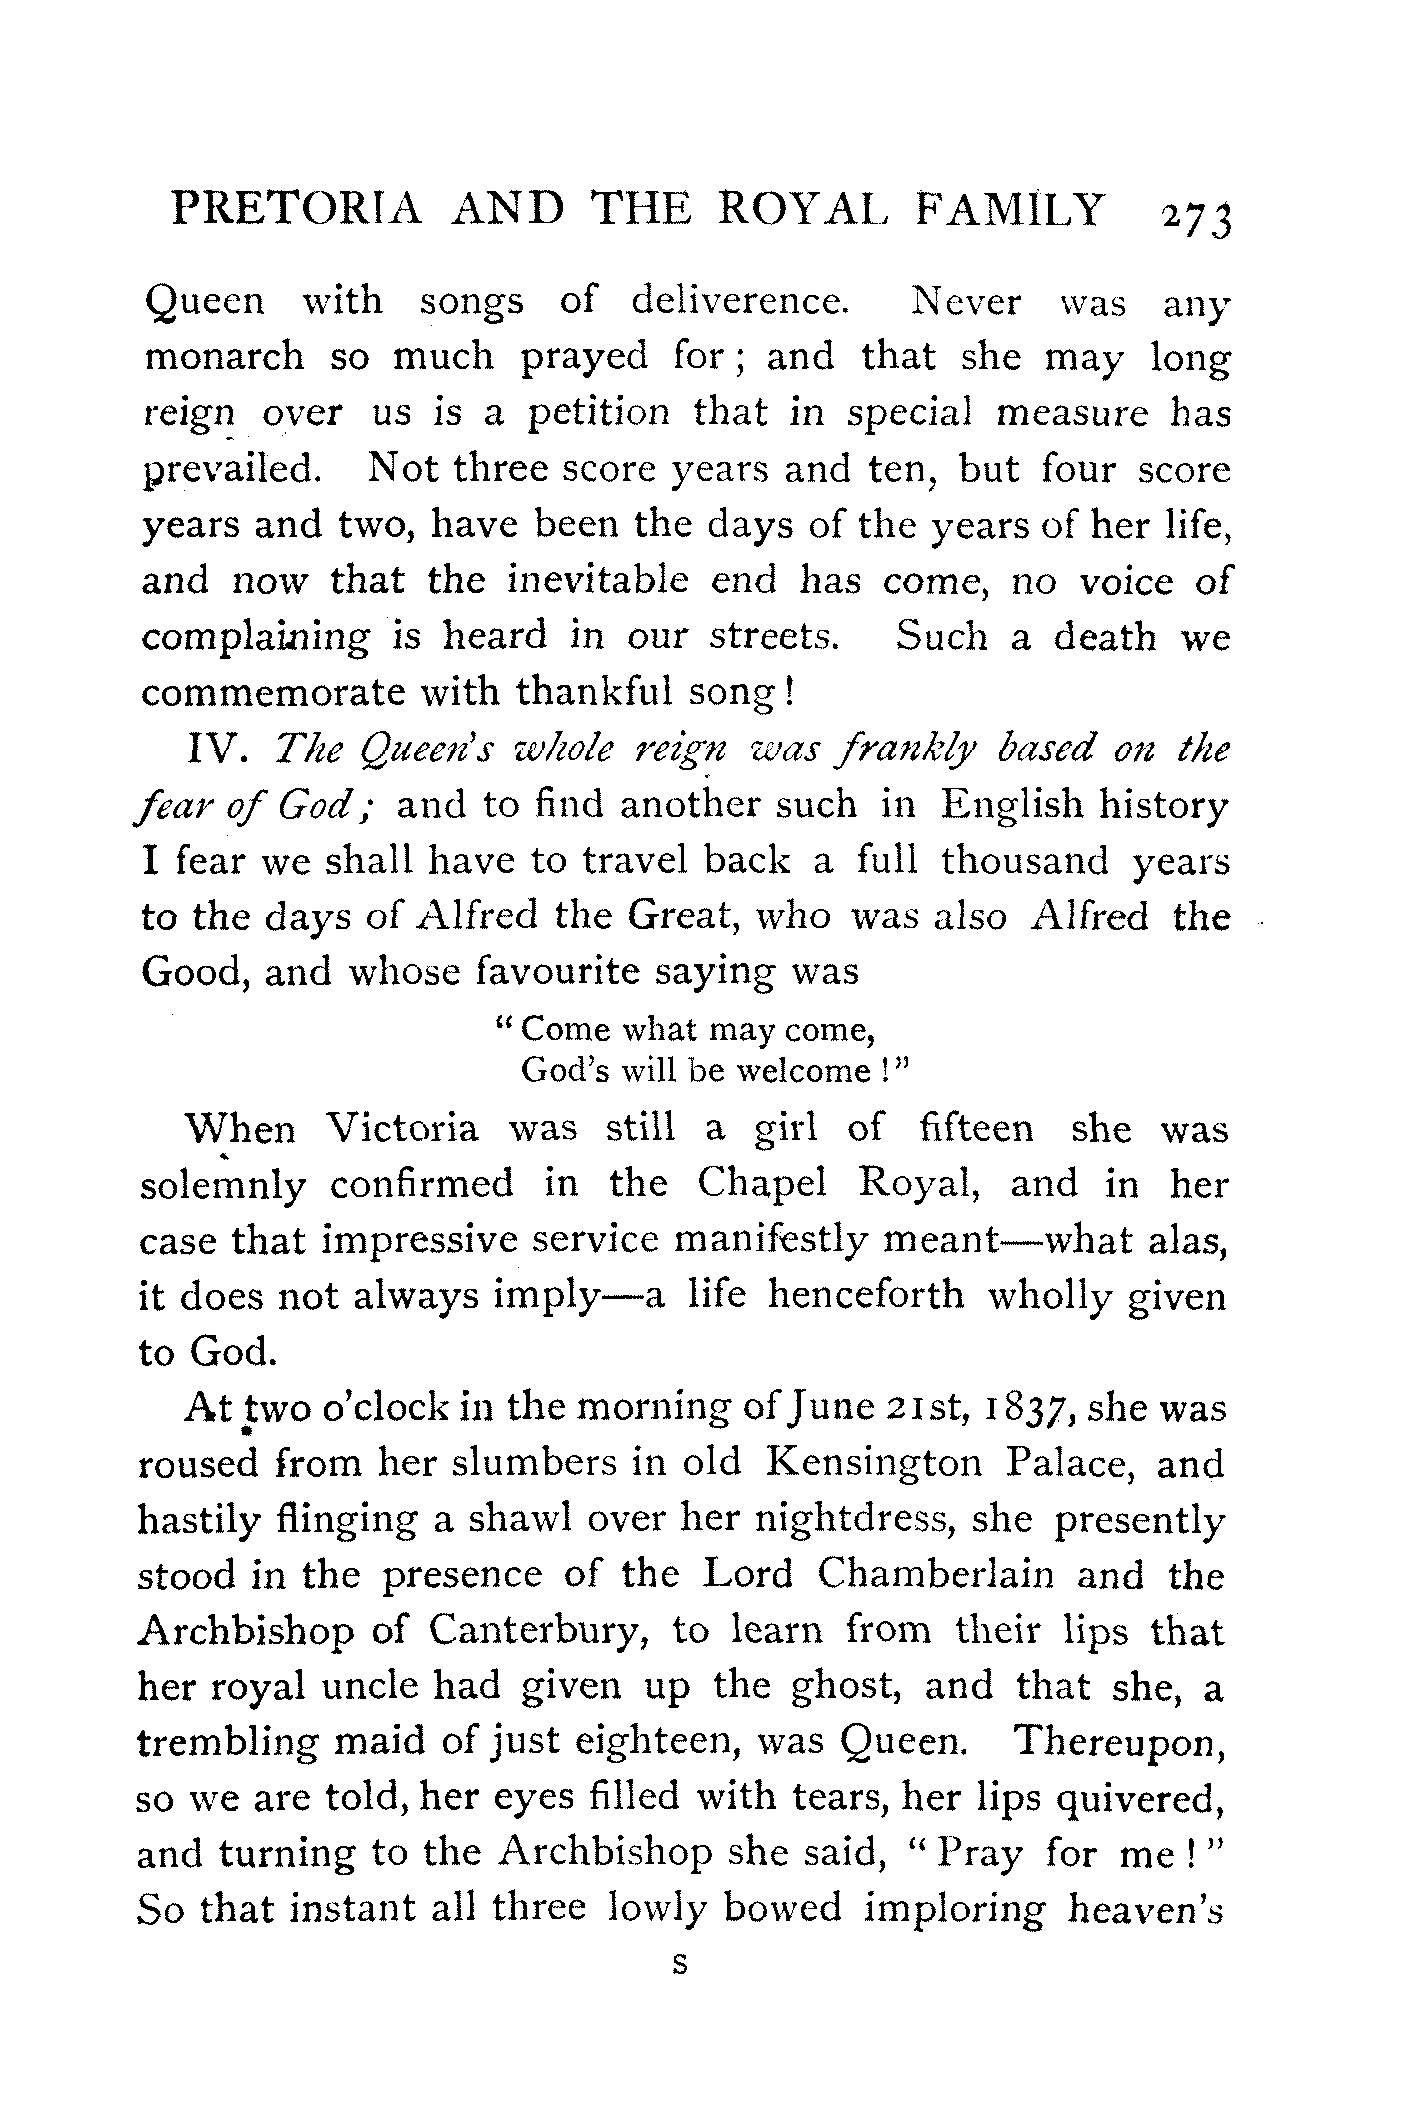 PRETORIA AND THE ROYAL FAMILY 273
Queen with songs of deliverence. Never was any
monarch so much prayed for; and that she may long
reign over us is a petition that in special measure has
prevailed. Not three score years and ten, but four score
years and two, have been the days of the years of her life,
and now that the inevitable end has come, no voice of
complaining is heard in our streets. Such a death we
commemorate with thankful song!
IV. The Queen's whole reign was frankly based on the
fear of God; and to find another such in English history
I fear we shall have to travel back a full thousand years
to the days of Alfred the Great, who was also Alfred the
Good, and whose favourite saying was
"Come what may come,
God's will be welcome!"
When Victoria was still a girl of fifteen she was
solemnly confirmed in the Chapel Royal, and in her
case that impressive service manifestly meant—what alas,
it does not always imply—a life henceforth wholly given
to God.
At two o'clock in the morning of June 21st, 1837, she was
roused from her slumbers in old Kensington Palace, and
hastily flinging a shawl over her nightdress, she presently
stood in the presence of the Lord Chamberlain and the
Archbishop of Canterbury, to learn from their lips that
her royal uncle had given up the ghost, and that she, a
trembling maid of just eighteen, was Queen. Thereupon,
so we are told, her eyes filled with tears, her lips quivered,
and turning to the Archbishop she said, "Pray for me!"
So that instant all three lowly bowed imploring heaven's
S